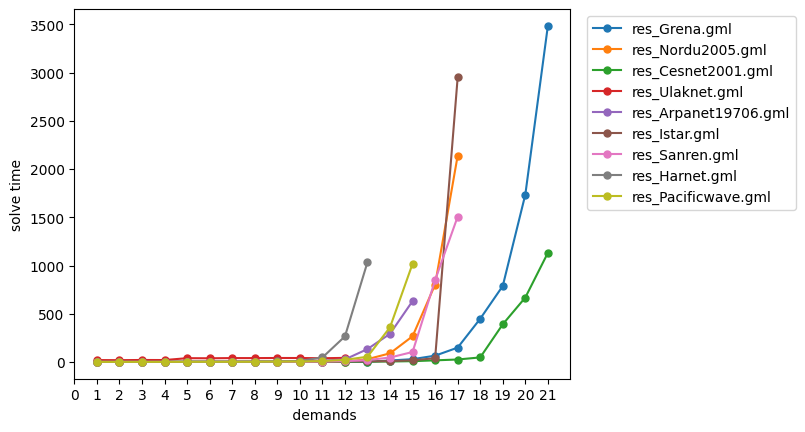 3500
3000
2500
2000
1500
1000
500
0
solve time
0 1 2 3 4 5 6 7 8 9 10 11 12 13 14 15 16 17 18 19 20 21
demands
res_Grena.gml
res_Nordu2005.gml
res_Cesnet2001.gml
res_Ulaknet.gml
res_Arpanet19706.gml
res_Istar.gml
res_Sanren.gml
res_Harnet.gml
res_Pacificwave.gml